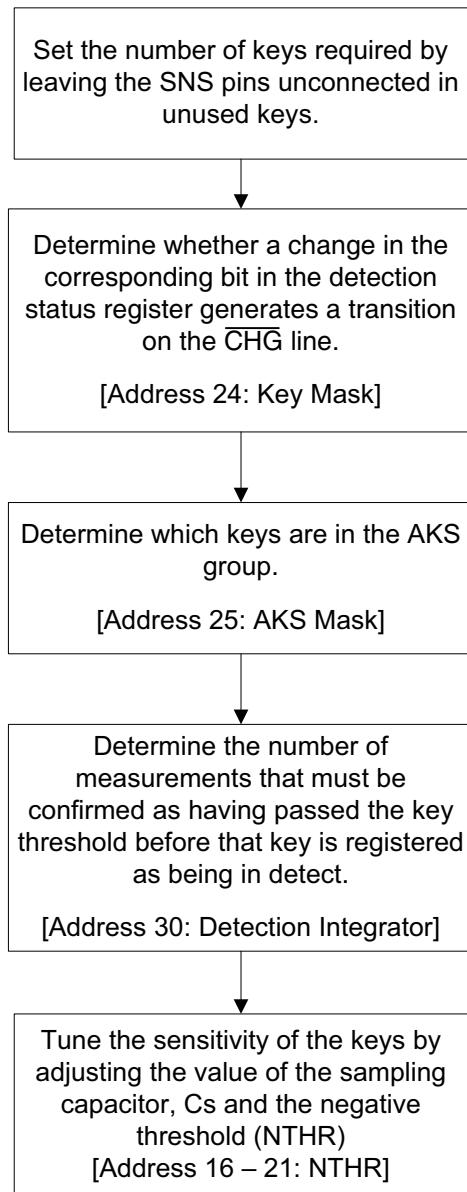 Set the number of keys required by
leaving the SNS pins unconnected in
unused keys.
Determine whether a change in the
corresponding bit in the detection
status register generates a transition
on the C̅H̅G̅ line.
[Address 24: Key Mask]
Determine which keys are in the AKS
group.
[Address 25: AKS Mask]
Determine the number of
measurements that must be
confirmed as having passed the key
threshold before that key is registered
as being in detect.
[Address 30: Detection Integrator]
Tune the sensitivity of the keys by
adjusting the value of the sampling
capacitor, Cs and the negative
threshold (NTHR)
[Address 16 – 21: NTHR]